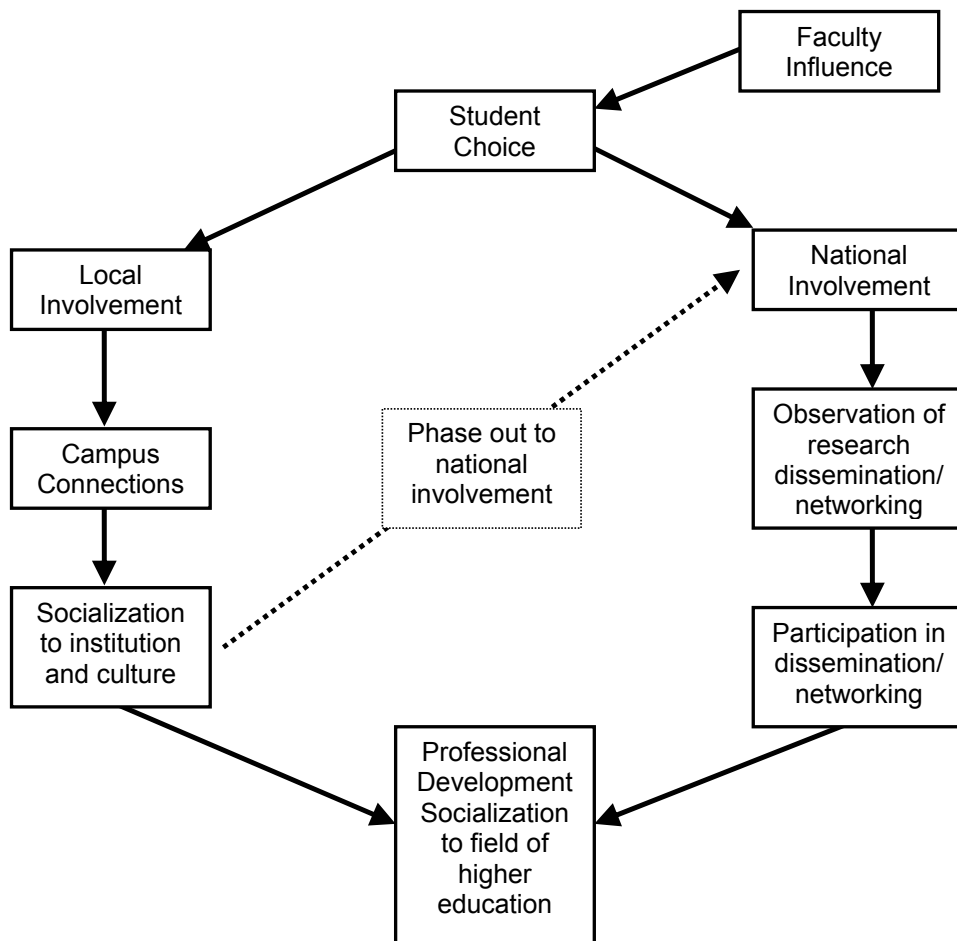 Faculty
Influence
Student
Choice
Local
Involvement
National
Involvement
Campus
Connections
Phase out to
national
involvement
Observation of
research
dissemination/
networking
Socialization
to institution
and culture
Participation in
dissemination/
networking
Professional
Development
Socialization
to field of
higher
education